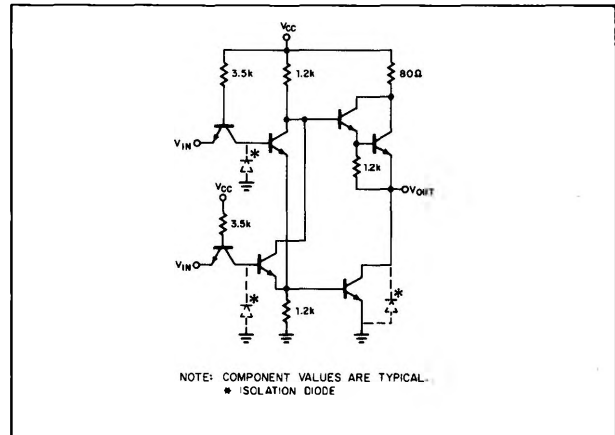 VCC
3.5k
1.2k
80Ω
VIN
*
1.2k
VOUT
VCC
3.5k
VIN
*
*
1.2k
NOTE: COMPONENT VALUES ARE TYPICAL.
* ISOLATION DIODE